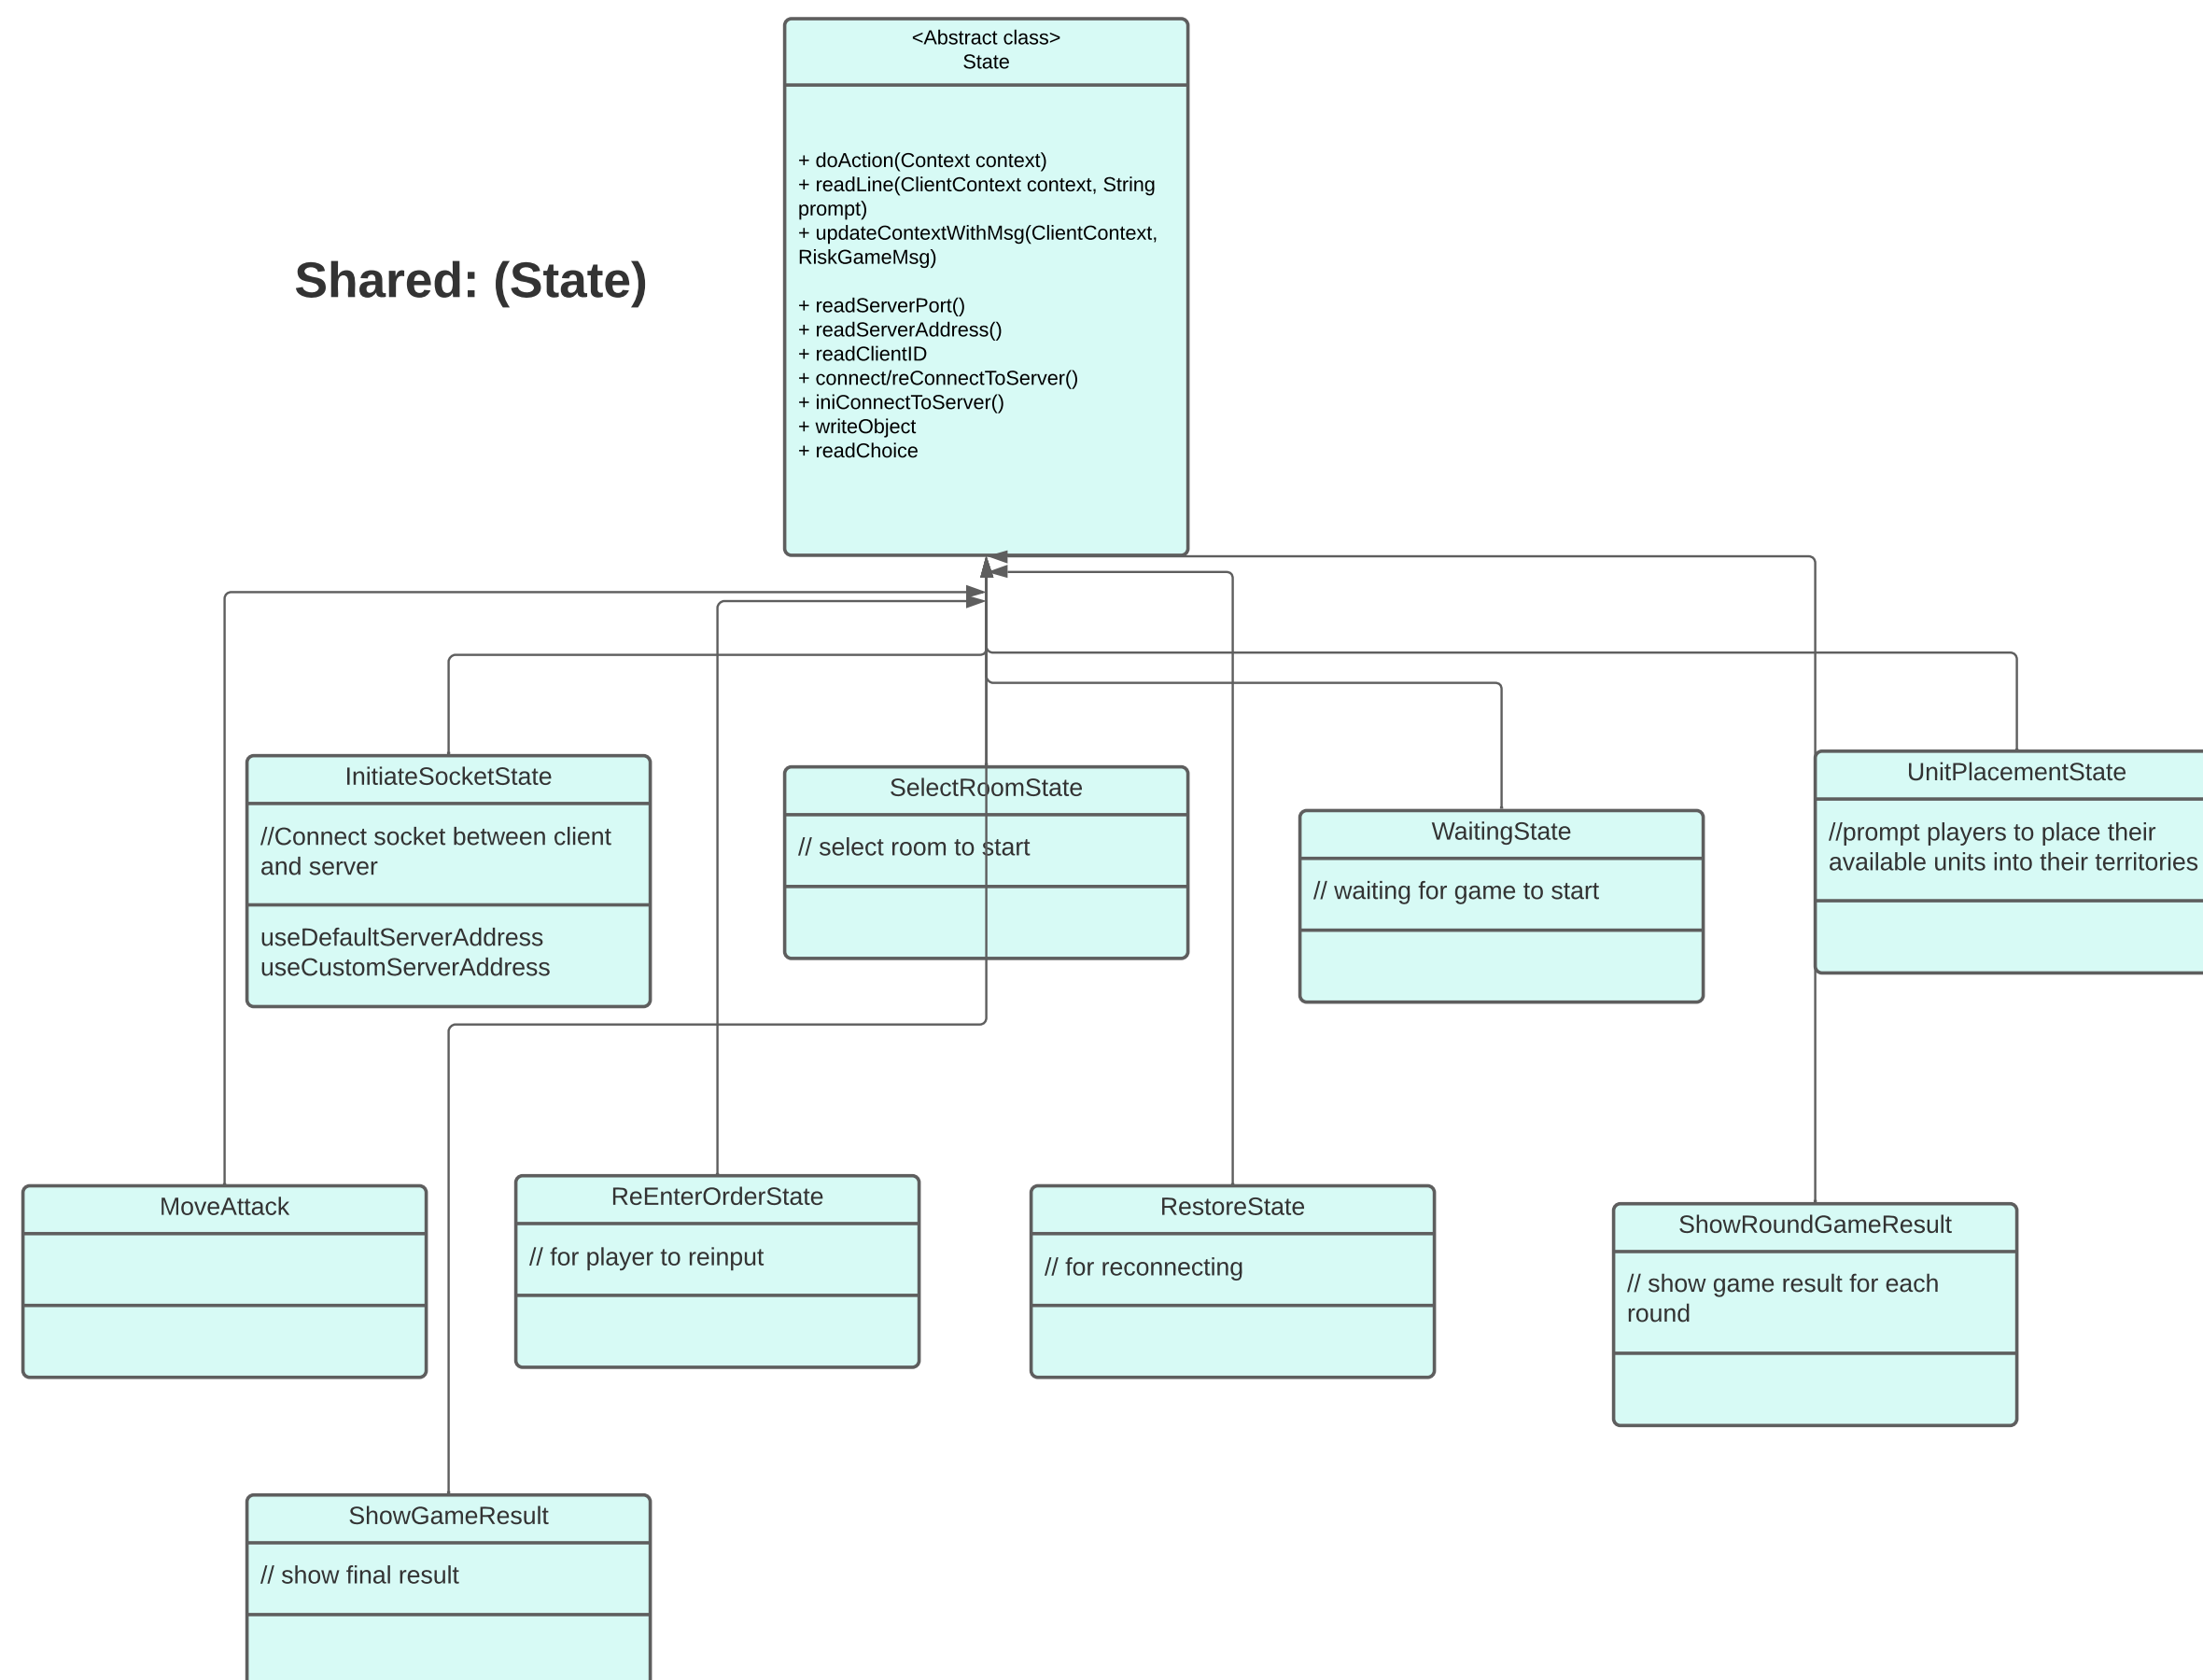 <Abstract class>
State
+ doAction(Context context)
+ readLine(ClientContext context, String
prompt)
+ updateContextWithMsg(ClientContext,
RiskGameMsg)
+ readServerPort()
+ readServerAddress()
+ readClientID
+ connect/reConnectToServer()
+ iniConnectToServer()
+ writeObject
+ readChoice
Shared: (State)
InitiateSocketState
//Connect socket between client
and server
useDefaultServerAddress
useCustomServerAddress
SelectRoomState
// select room to start
WaitingState
// waiting for game to start
UnitPlacementState
//prompt players to place their
available units into their territories
MoveAttack
ReEnterOrderState
// for player to reinput
RestoreState
// for reconnecting
ShowRoundGameResult
// show game result for each
round
ShowGameResult
// show final result